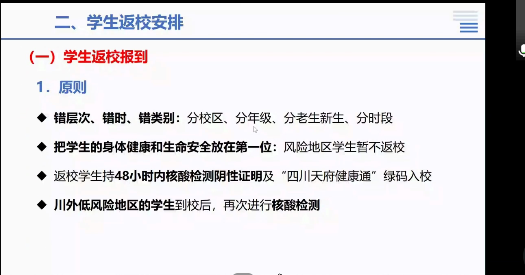 二、学生返校安排
（一）学生返校报到
1．原则
◆ 错层次、错时、错类别：分校区、分年级、分老生新生、分时段
◆ 把学生的身体健康和生命安全放在第一位：风险地区学生暂不返校
◆ 返校学生持48小时内核酸检测阴性证明及“四川天府健康通”绿码入校
◆ 川外低风险地区的学生到校后，再次进行核酸检测